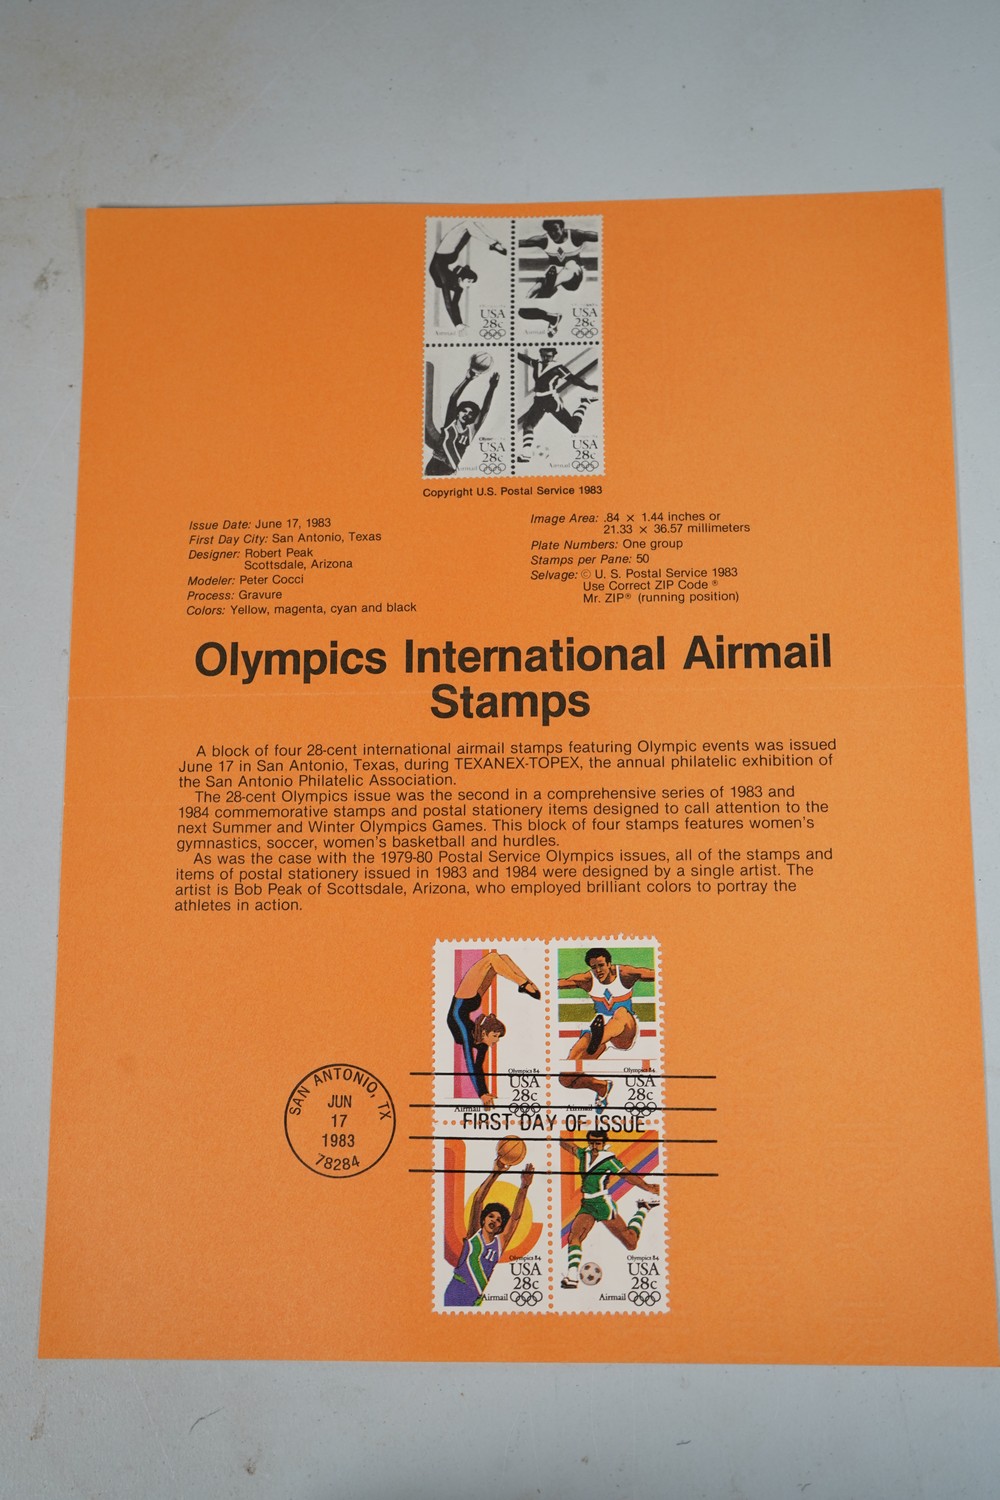 USA
28c
Airmail
USA
28c
USA
28c
Airmail
USA
28c
Airmail
Copyright U.S. Postal Service 1983
Issue Date: June 17, 1983
First Day City: San Antonio, Texas
Designer: Robert Peak
Scottsdale, Arizona
Modeler: Peter Cocci
Process: Gravure
Colors: Yellow, magenta, cyan and black
Image Area: .84 × 1.44 inches or
21.33 × 36.57 millimeters
Plate Numbers: One group
Stamps per Pane: 50
Selvage: © U. S. Postal Service 1983
Use Correct ZIP Code ®
Mr. ZIP® (running position)
Olympics International Airmail
Stamps
A block of four 28-cent international airmail stamps featuring Olympic events was issued
June 17 in San Antonio, Texas, during TEXANEX-TOPEX, the annual philatelic exhibition of
the San Antonio Philatelic Association.
The 28-cent Olympics issue was the second in a comprehensive series of 1983 and
1984 commemorative stamps and postal stationery items designed to call attention to the
next Summer and Winter Olympics Games. This block of four stamps features women's
gymnastics, soccer, women's basketball and hurdles.
As was the case with the 1979-80 Postal Service Olympics issues, all of the stamps and
items of postal stationery issued in 1983 and 1984 were designed by a single artist. The
artist is Bob Peak of Scottsdale, Arizona, who employed brilliant colors to portray the
athletes in action.
Olympics 84
USA
28c
Airmail
Olympics 84
USA
28c
Airmail
SAN ANTONIO, TX
JUN
17
1983
78284
FIRST DAY OF ISSUE
11
Olympics 84
USA
28c
Airmail
Olympics 84
USA
28c
Airmail